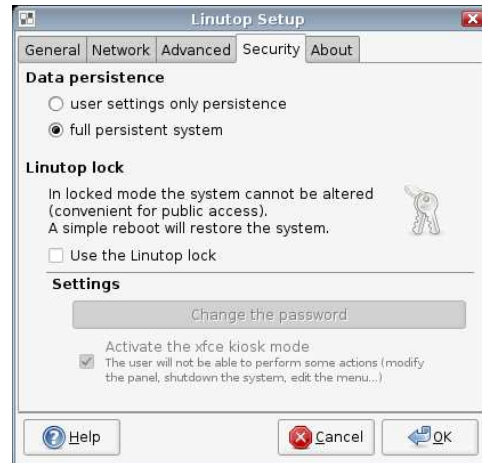 Linutop Setup
General Network Advanced Security About
Data persistence
user settings only persistence
full persistent system
Linutop lock
In locked mode the system cannot be altered
(convenient for public access).
A simple reboot will restore the system.
Use the Linutop lock
Settings
Change the password
Activate the xfce kiosk mode
The user will not be able to perform some actions (modify
the panel, shutdown the system, edit the menu...)
Help Cancel OK